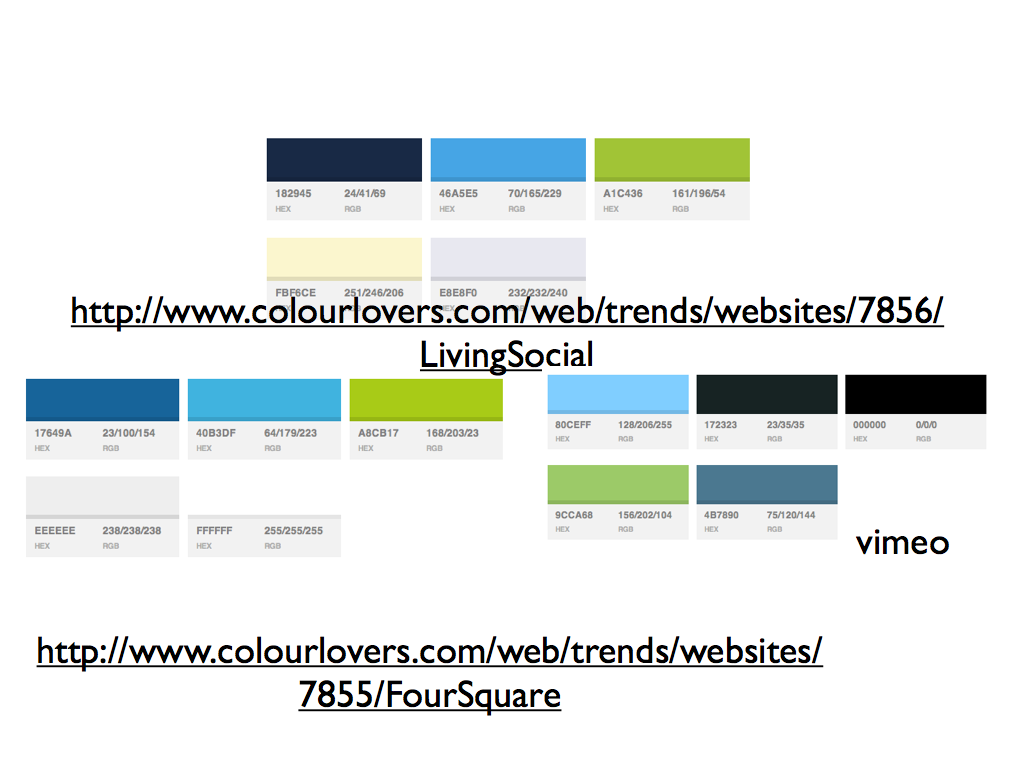 182945 24/41/69 46A5E5 70/165/229 A1C436 161/196/54
HEX RGB HEX RGB HEX RGB
FBF6CE 251/246/206 E8E8F0 232/232/240
http://www.colourlovers.com/web/trends/websites/7856/
LivingSocial
17649A 23/100/154 40B3DF 64/179/223 A8CB17 168/203/23
HEX RGB HEX RGB HEX RGB
EEEEEE 238/238/238 FFFFFF 255/255/255
HEX RGB HEX RGB
80CEFF 128/206/255 172323 23/35/35 000000 0/0/0
HEX RGB HEX RGB HEX RGB
9CCA68 156/202/104 4B7890 75/120/144
HEX RGB HEX RGB
vimeo
http://www.colourlovers.com/web/trends/websites/
7855/FourSquare